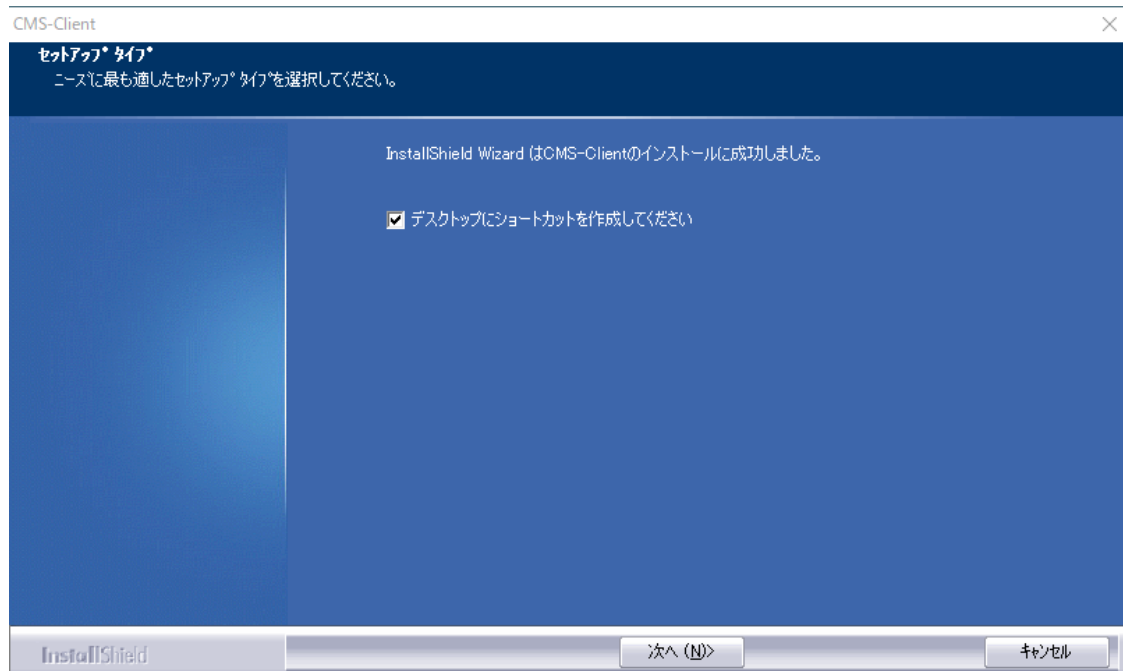 CMS-Client
ｾｯﾄｱｯﾌﾟ ﾀｲﾌﾟ
ﾆｰｽﾞに最も適したｾｯﾄｱｯﾌﾟ ﾀｲﾌﾟを選択してください。
InstallShield Wizard はCMS-Clientのインストールに成功しました。
デスクトップにショートカットを作成してください
InstallShield
次へ (N)>
ｷｬﾝｾﾙ